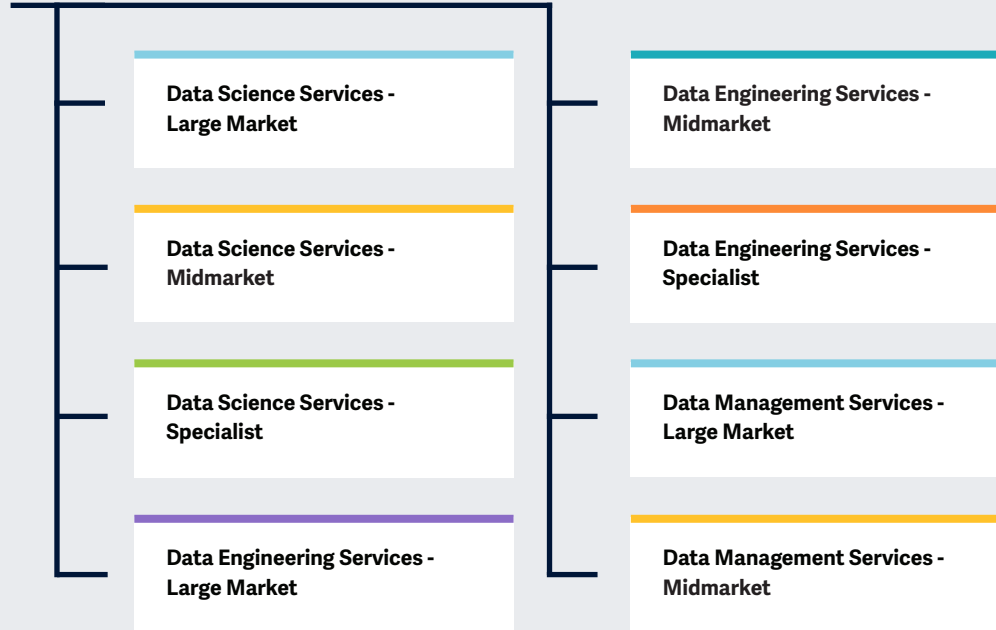 Data Science Services -
Large Market
Data Science Services -
Midmarket
Data Science Services -
Specialist
Data Engineering Services -
Large Market
Data Engineering Services -
Midmarket
Data Engineering Services -
Specialist
Data Management Services -
Large Market
Data Management Services -
Midmarket